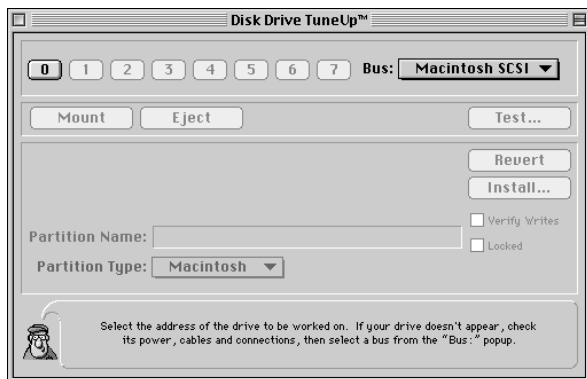 Disk Drive TuneUp™
0 1 2 3 4 5 6 7 Bus: Macintosh SCSI
Mount Eject Test...
Revert
Install...
Verify Writes
Partition Name:
Locked
Partition Type: Macintosh
Select the address of the drive to be worked on. If your drive doesn't appear, check
its power, cables and connections, then select a bus from the "Bus:" popup.